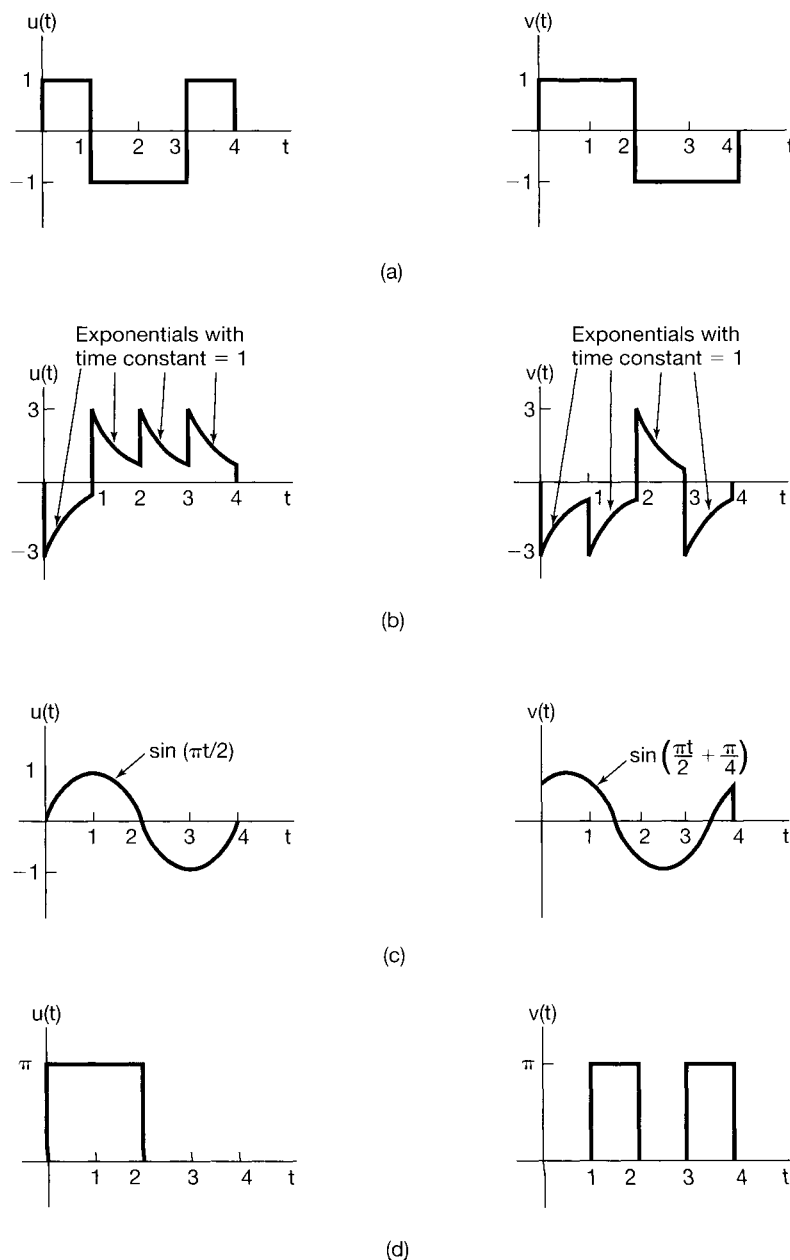 u(t)
v(t)
1
1
1 2 3 4 t
1 2 3 4 t
−1
−1
(a)
Exponentials with
time constant = 1
Exponentials with
time constant = 1
u(t)
v(t)
3
3
1 2 3 4 t
1 2 3 4 t
−3
−3
(b)
u(t)
v(t)
sin (πt/2)
sin (πt/2 + π/4)
1
1 2 3 4 t
1 2 3 4 t
−1
(c)
u(t)
v(t)
π
π
1 2 3 4 t
1 2 3 4 t
(d)